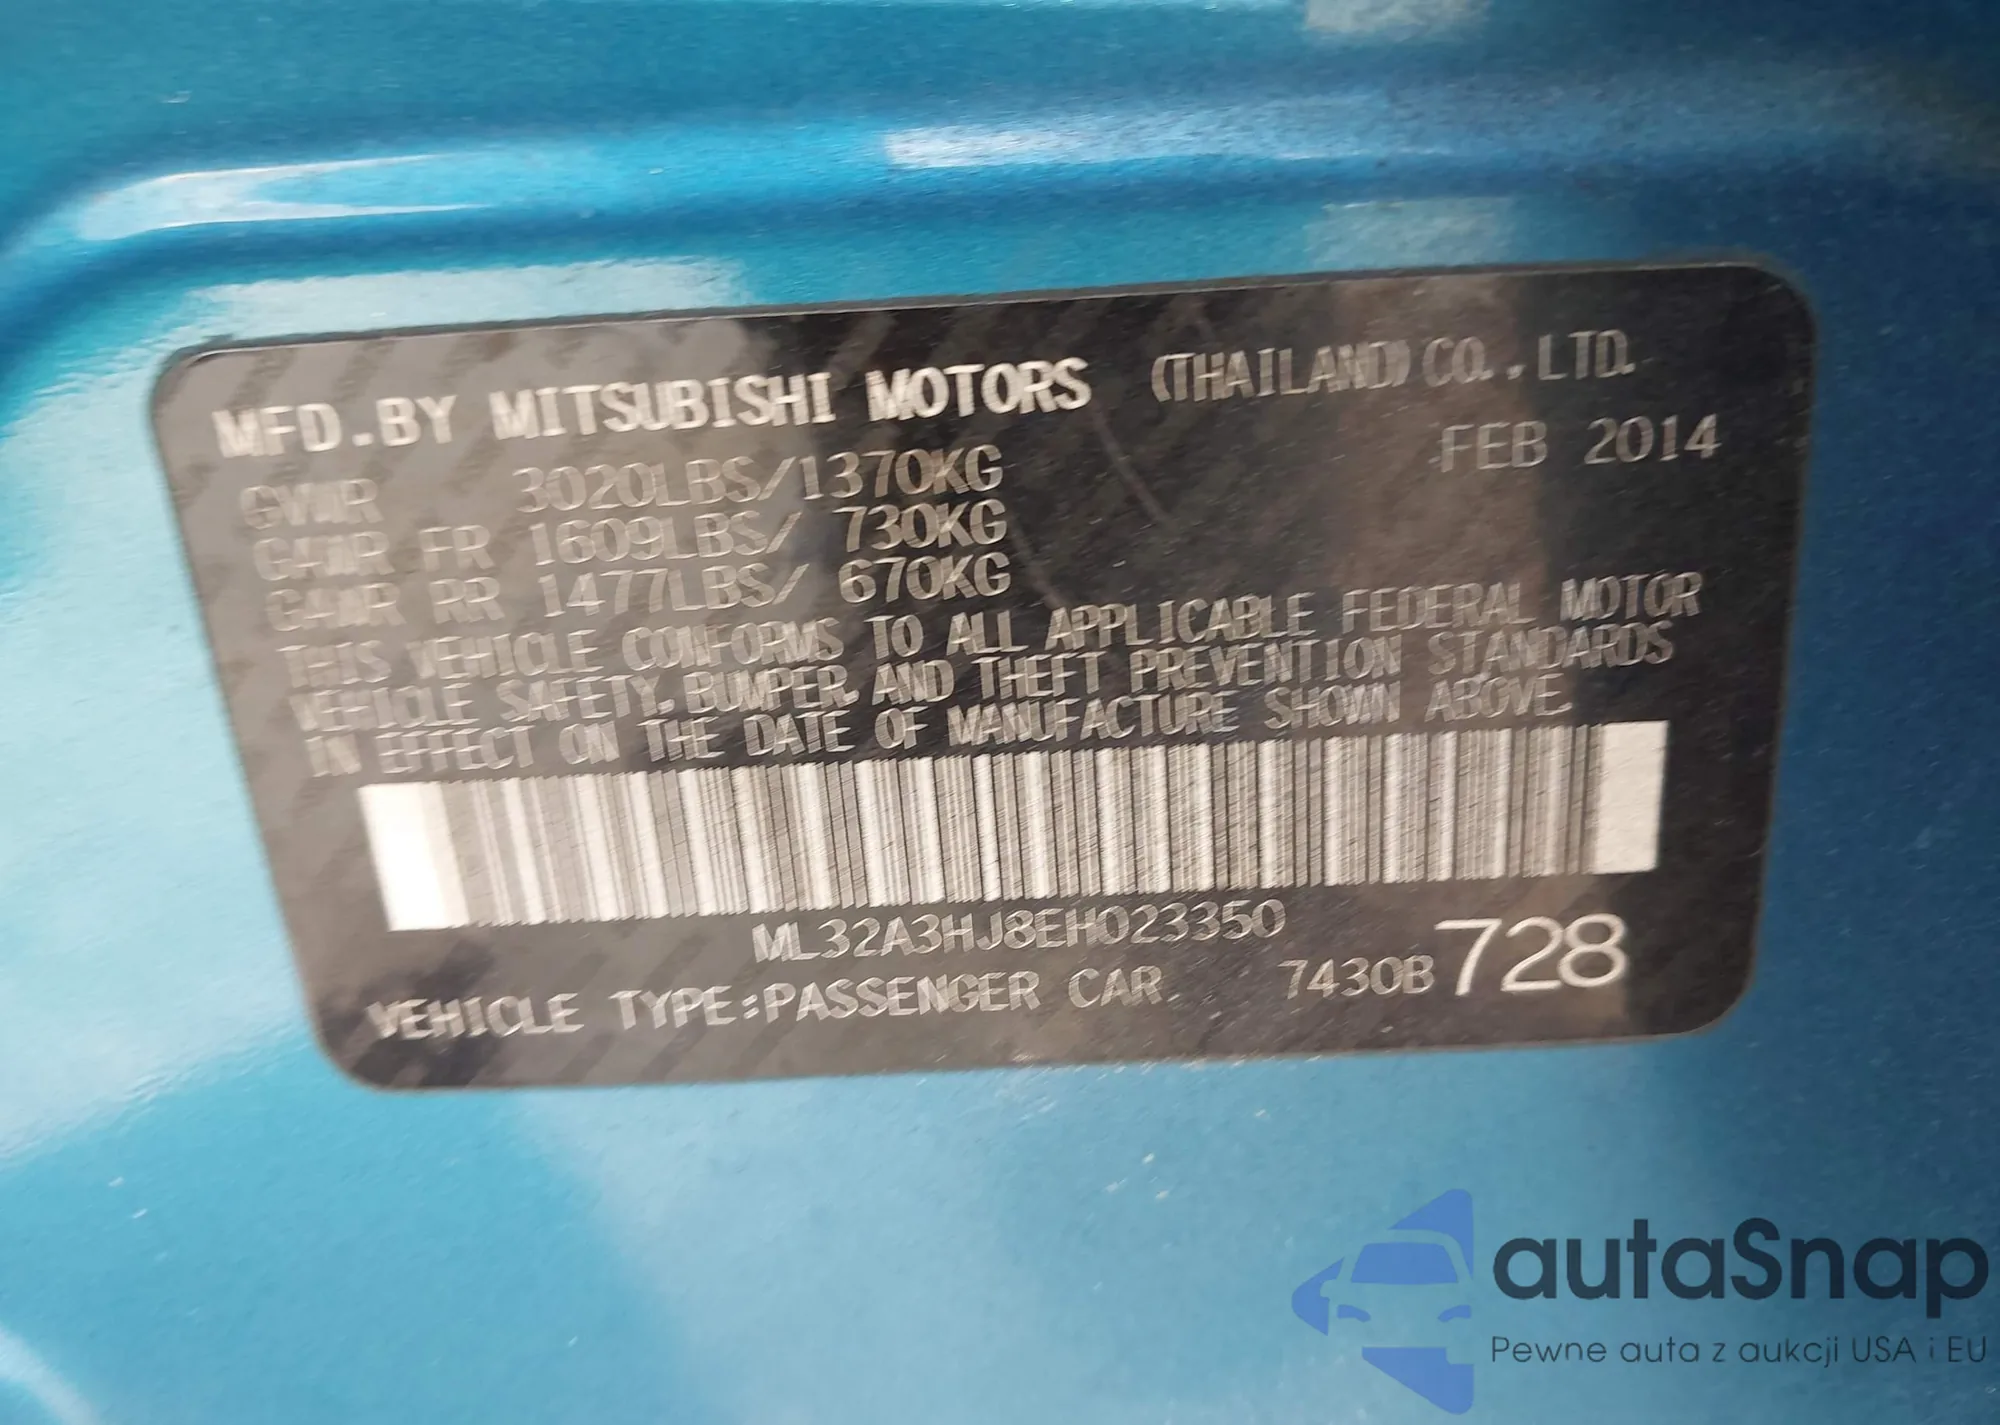 MFD.BY MITSUBISHI MOTORS (THAILAND) CO.,LTD.
FEB 2014
GVWR 3020LBS/1370KG
GAWR FR 1609LBS/ 730KG
GAWR RR 1477LBS/ 670KG
THIS VEHICLE CONFORMS TO ALL APPLICABLE FEDERAL MOTOR
VEHICLE SAFETY, BUMPER, AND THEFT PREVENTION STANDARDS
IN EFFECT ON THE DATE OF MANUFACTURE SHOWN ABOVE.
ML32A3HJ8EH023350
VEHICLE TYPE:PASSENGER CAR. 7430B728
autaSnap
Pewne auta z aukcji USA i EU